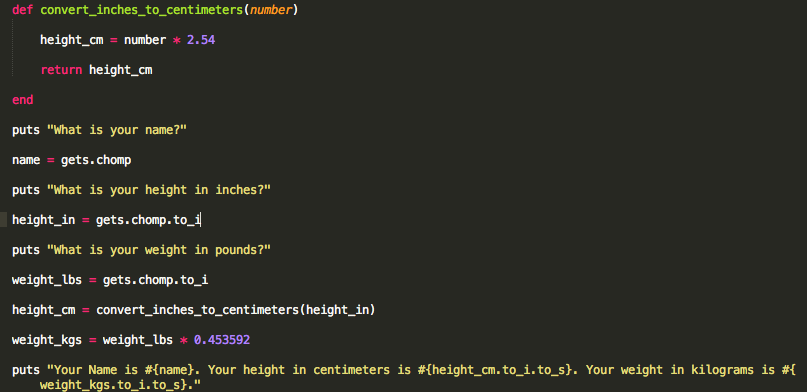 def convert_inches_to_centimeters(number)
height_cm = number * 2.54
return height_cm
end
puts "What is your name?"
name = gets.chomp
puts "What is your height in inches?"
height_in = gets.chomp.to_i
puts "What is your weight in pounds?"
weight_lbs = gets.chomp.to_i
height_cm = convert_inches_to_centimeters(height_in)
weight_kgs = weight_lbs * 0.453592
puts "Your Name is #{name}. Your height in centimeters is #{height_cm.to_i.to_s}. Your weight in kilograms is #{
weight_kgs.to_i.to_s}."